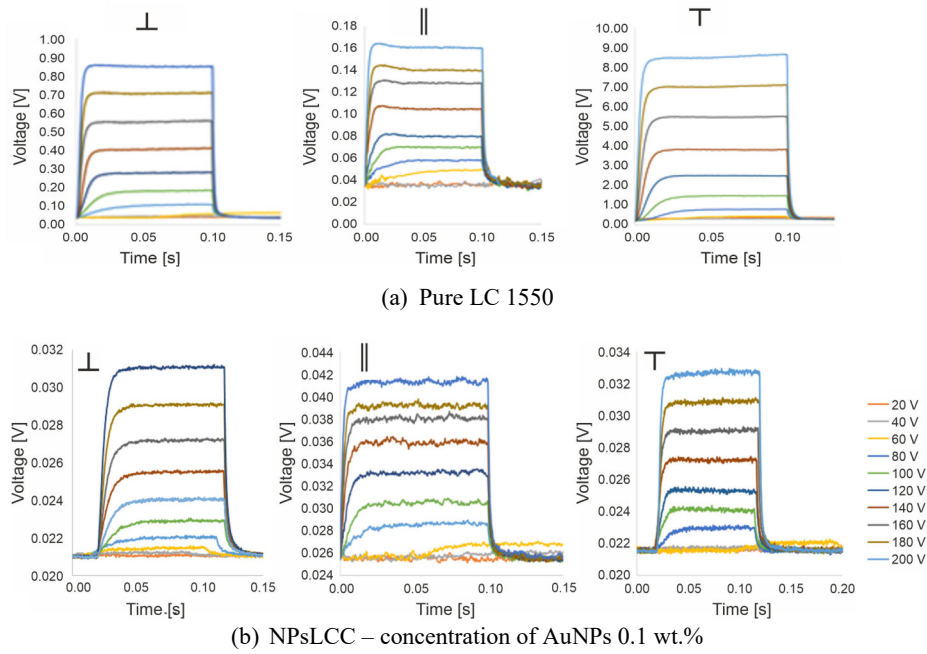 ⊥ ∥ ⊤
1.00 0.90 0.80 0.70 0.60 0.50 0.40 0.30 0.20 0.10 0.00
Voltage [V]
0.00 0.05 0.10 0.15
Time [s]
0.18 0.16 0.14 0.12 0.10 0.08 0.06 0.04 0.02 0.00
Voltage [V]
0.00 0.05 0.10 0.15
Time [s]
10.00 9.00 8.00 7.00 6.00 5.00 4.00 3.00 2.00 1.00 0.00
Voltage [V]
0.00 0.05 0.10
Time [s]
(a) Pure LC 1550
⊥ ∥ ⊤
0.032 0.030 0.028 0.026 0.024 0.022 0.020
Voltage [V]
0.00 0.05 0.10 0.15
Time.[s]
0.044 0.042 0.040 0.038 0.036 0.034 0.032 0.030 0.028 0.026 0.024
Voltage [V]
0.00 0.05 0.10 0.15
Time [s]
0.034 0.032 0.030 0.028 0.026 0.024 0.022 0.020
Voltage [V]
0.00 0.05 0.10 0.15 0.20
Time [s]
20 V
40 V
60 V
80 V
100 V
120 V
140 V
160 V
180 V
200 V
(b) NPsLCC – concentration of AuNPs 0.1 wt.%